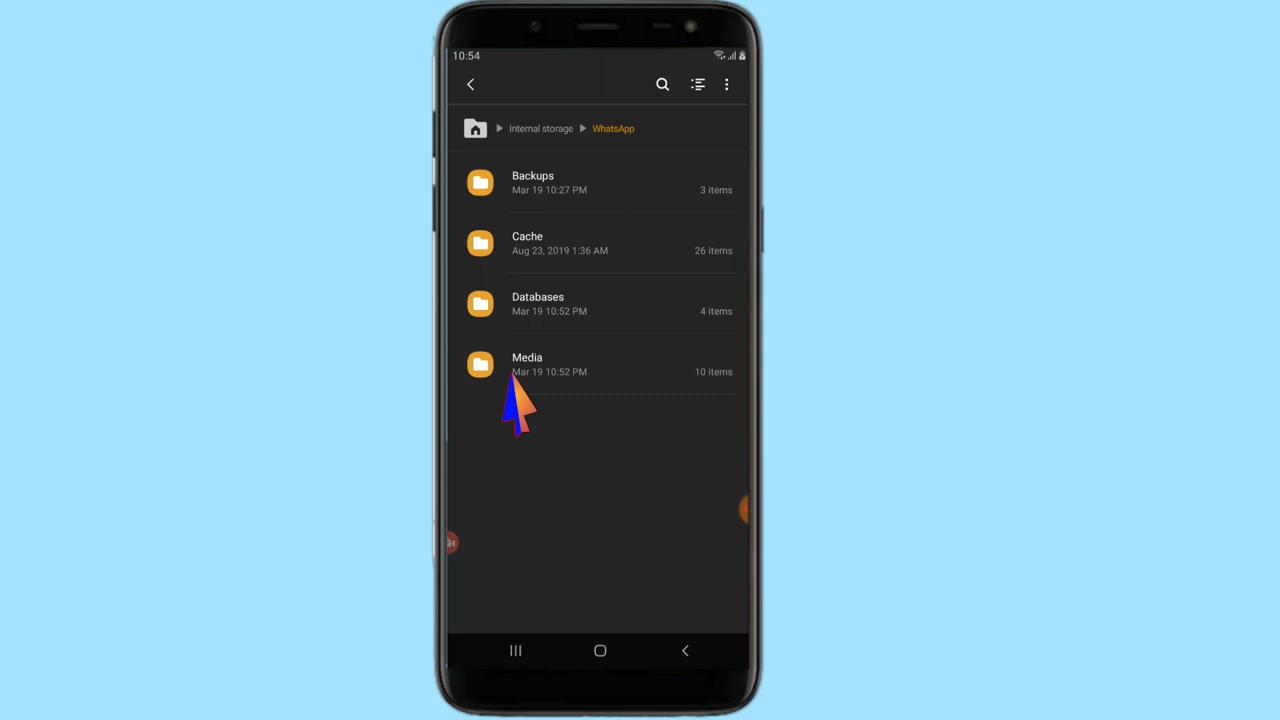 10:54
Internal storage WhatsApp
Backups
Mar 19 10:27 PM 3 items
Cache
Aug 23, 2019 1:36 AM 26 items
Databases
Mar 19 10:52 PM 4 items
Media
Mar 19 10:52 PM 10 items